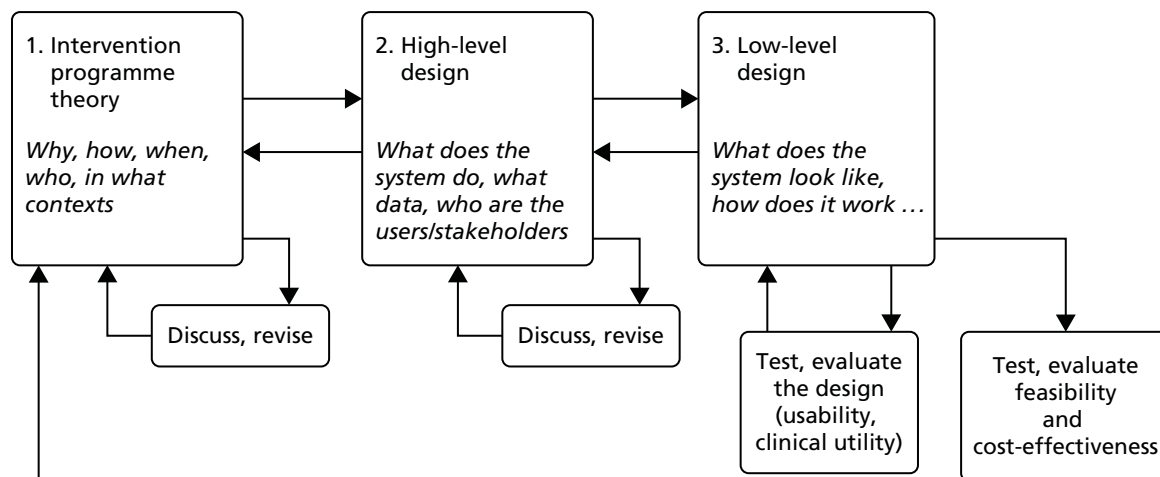 1. Intervention
programme
theory
Why, how, when,
who, in what
contexts
2. High-level
design
What does the
system do, what
data, who are the
users/stakeholders
3. Low-level
design
What does the
system look like,
how does it work ...
Discuss, revise
Discuss, revise
Test, evaluate
the design
(usability,
clinical utility)
Test, evaluate
feasibility
and
cost-effectiveness